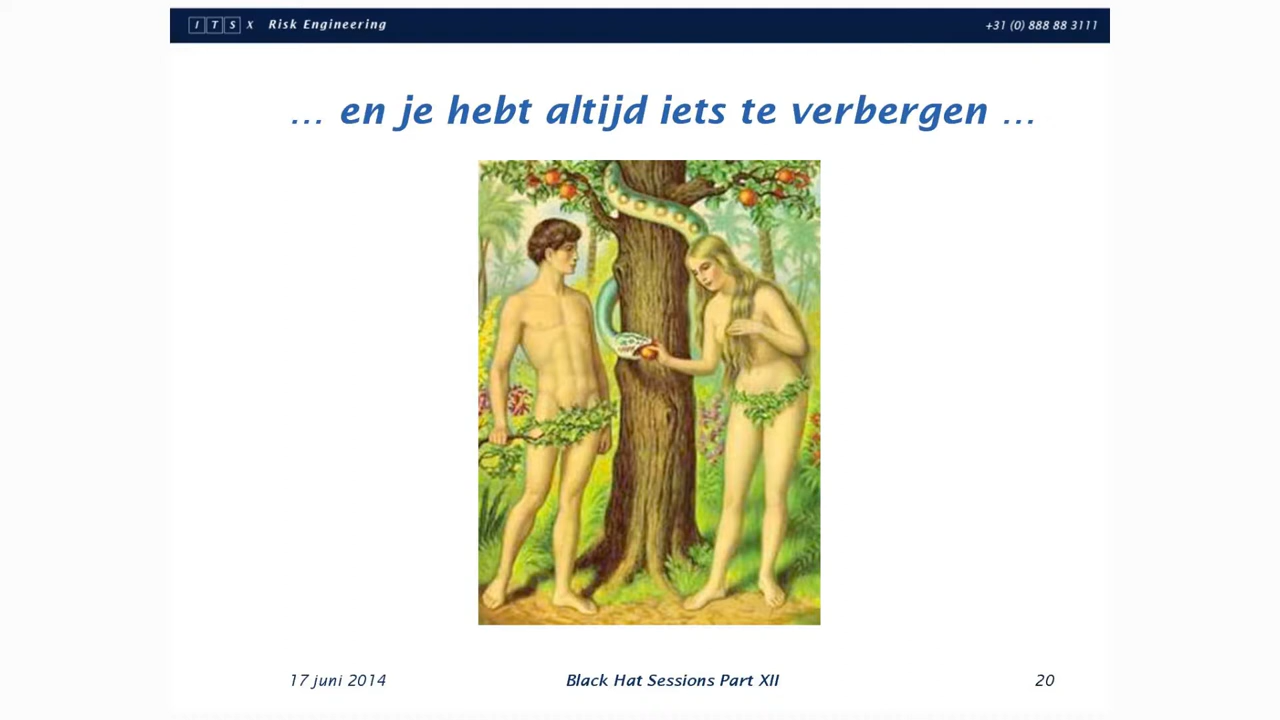 ITSX Risk Engineering +31 (0) 888 88 3111
... en je hebt altijd iets te verbergen ...
17 juni 2014 Black Hat Sessions Part XII 20